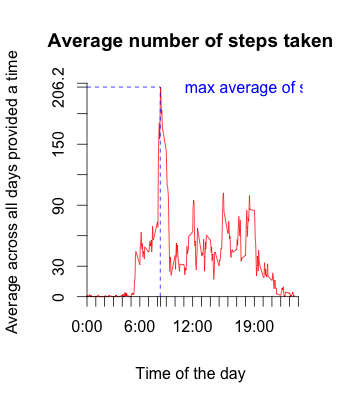 Average number of steps taken
max average of s
Average across all days provided a time
206.2
150
90
30
0
0:00 6:00 12:00 19:00
Time of the day